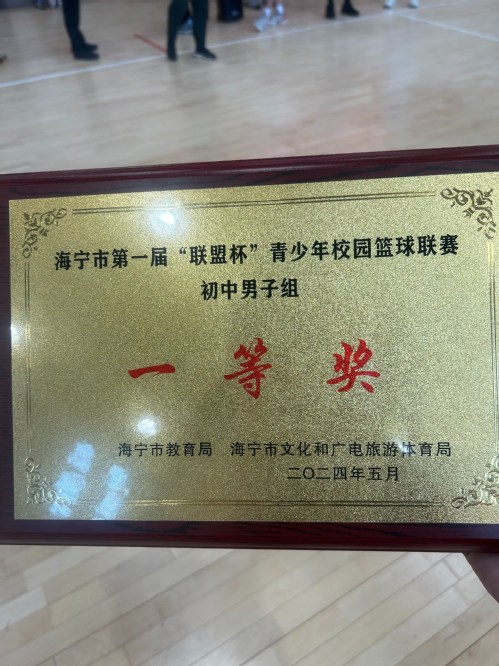 海宁市第一届“联盟杯”青少年校园篮球联赛
初中男子组
一等奖
海宁市教育局 海宁市文化和广电旅游体育局
二〇二四年五月